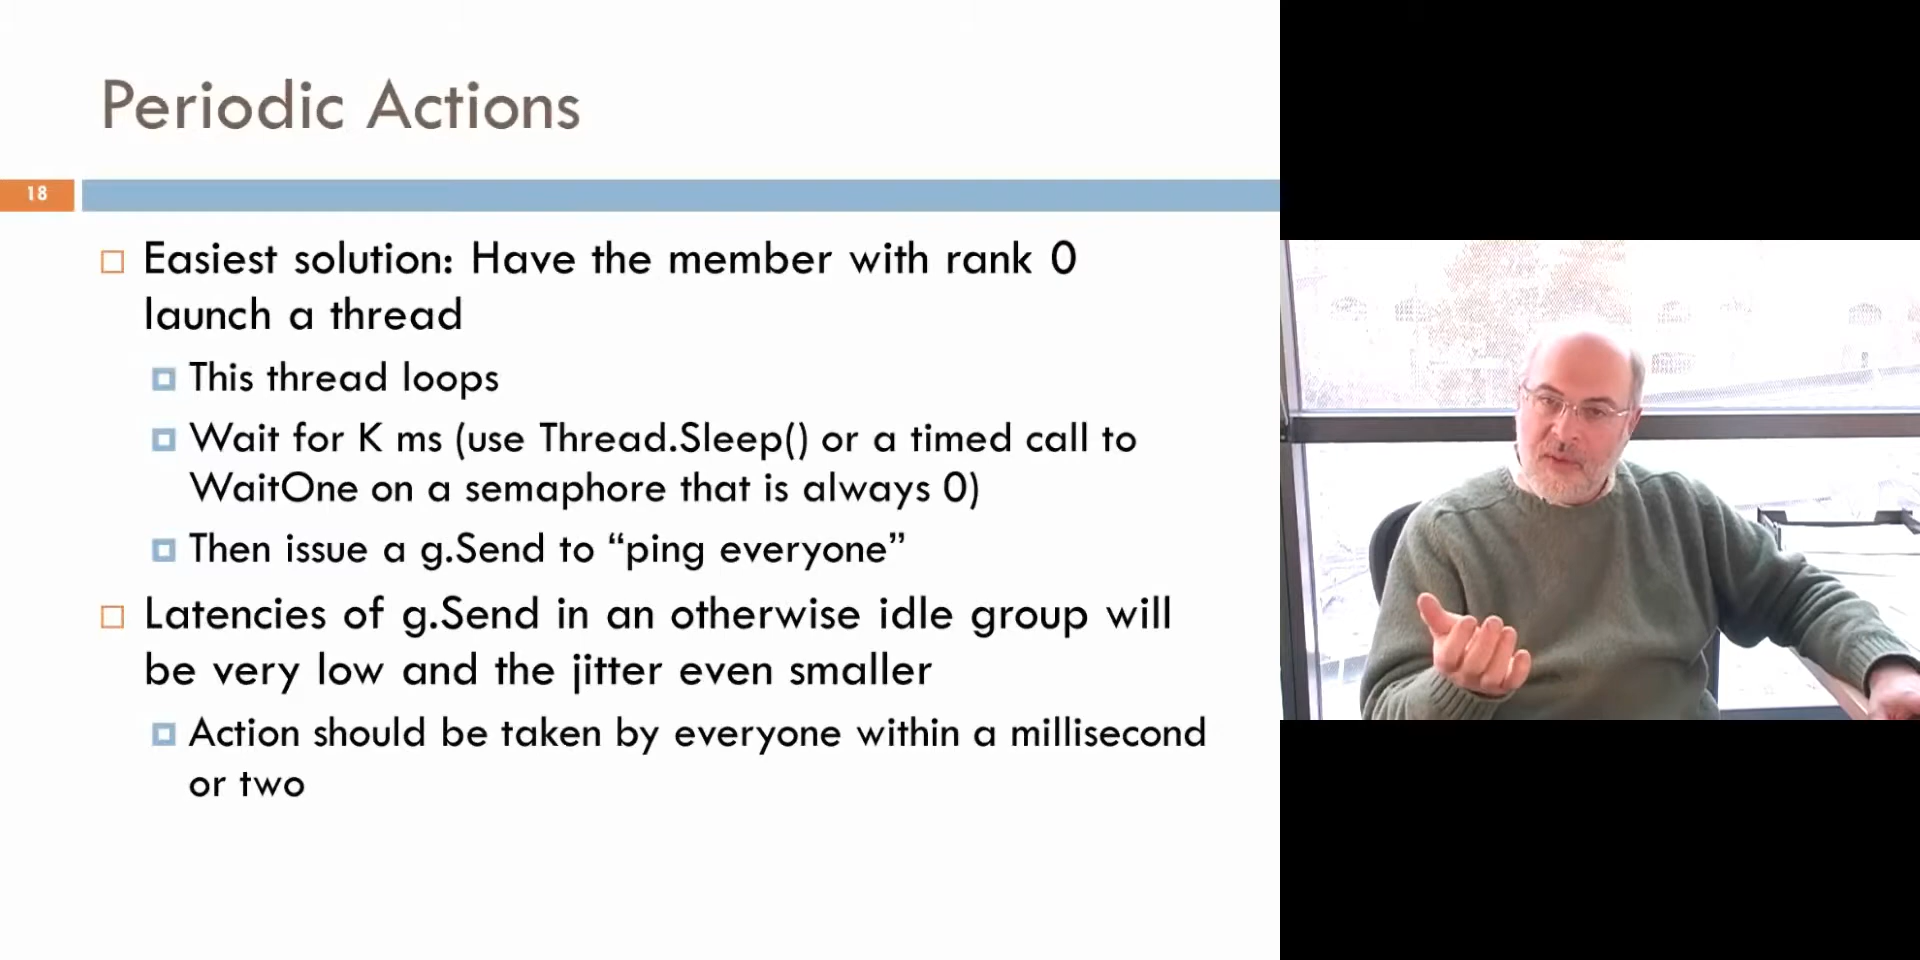 Periodic Actions
18
Easiest solution: Have the member with rank 0
launch a thread
This thread loops
Wait for K ms (use Thread.Sleep() or a timed call to
WaitOne on a semaphore that is always 0)
Then issue a g.Send to “ping everyone”
Latencies of g.Send in an otherwise idle group will
be very low and the jitter even smaller
Action should be taken by everyone within a millisecond
or two